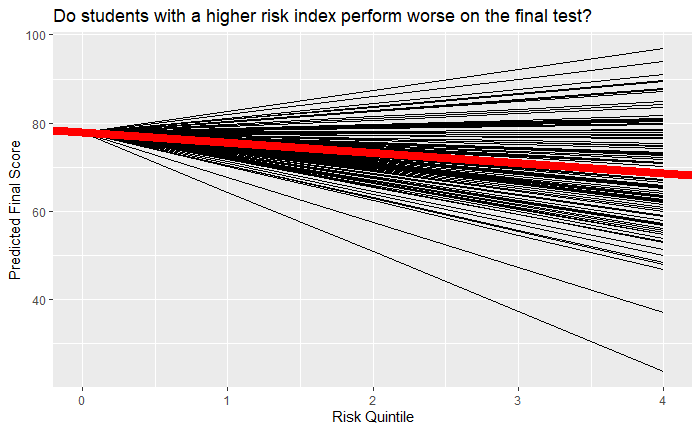 Do students with a higher risk index perform worse on the final test?
100
80
60
40
Predicted Final Score
0 1 2 3 4
Risk Quintile